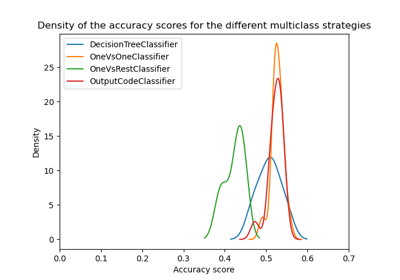 Density of the accuracy scores for the different multiclass strategies
DecisionTreeClassifier
OneVsOneClassifier
OneVsRestClassifier
OutputCodeClassifier
25
20
15
10
5
0
Density
0.0 0.1 0.2 0.3 0.4 0.5 0.6 0.7
Accuracy score